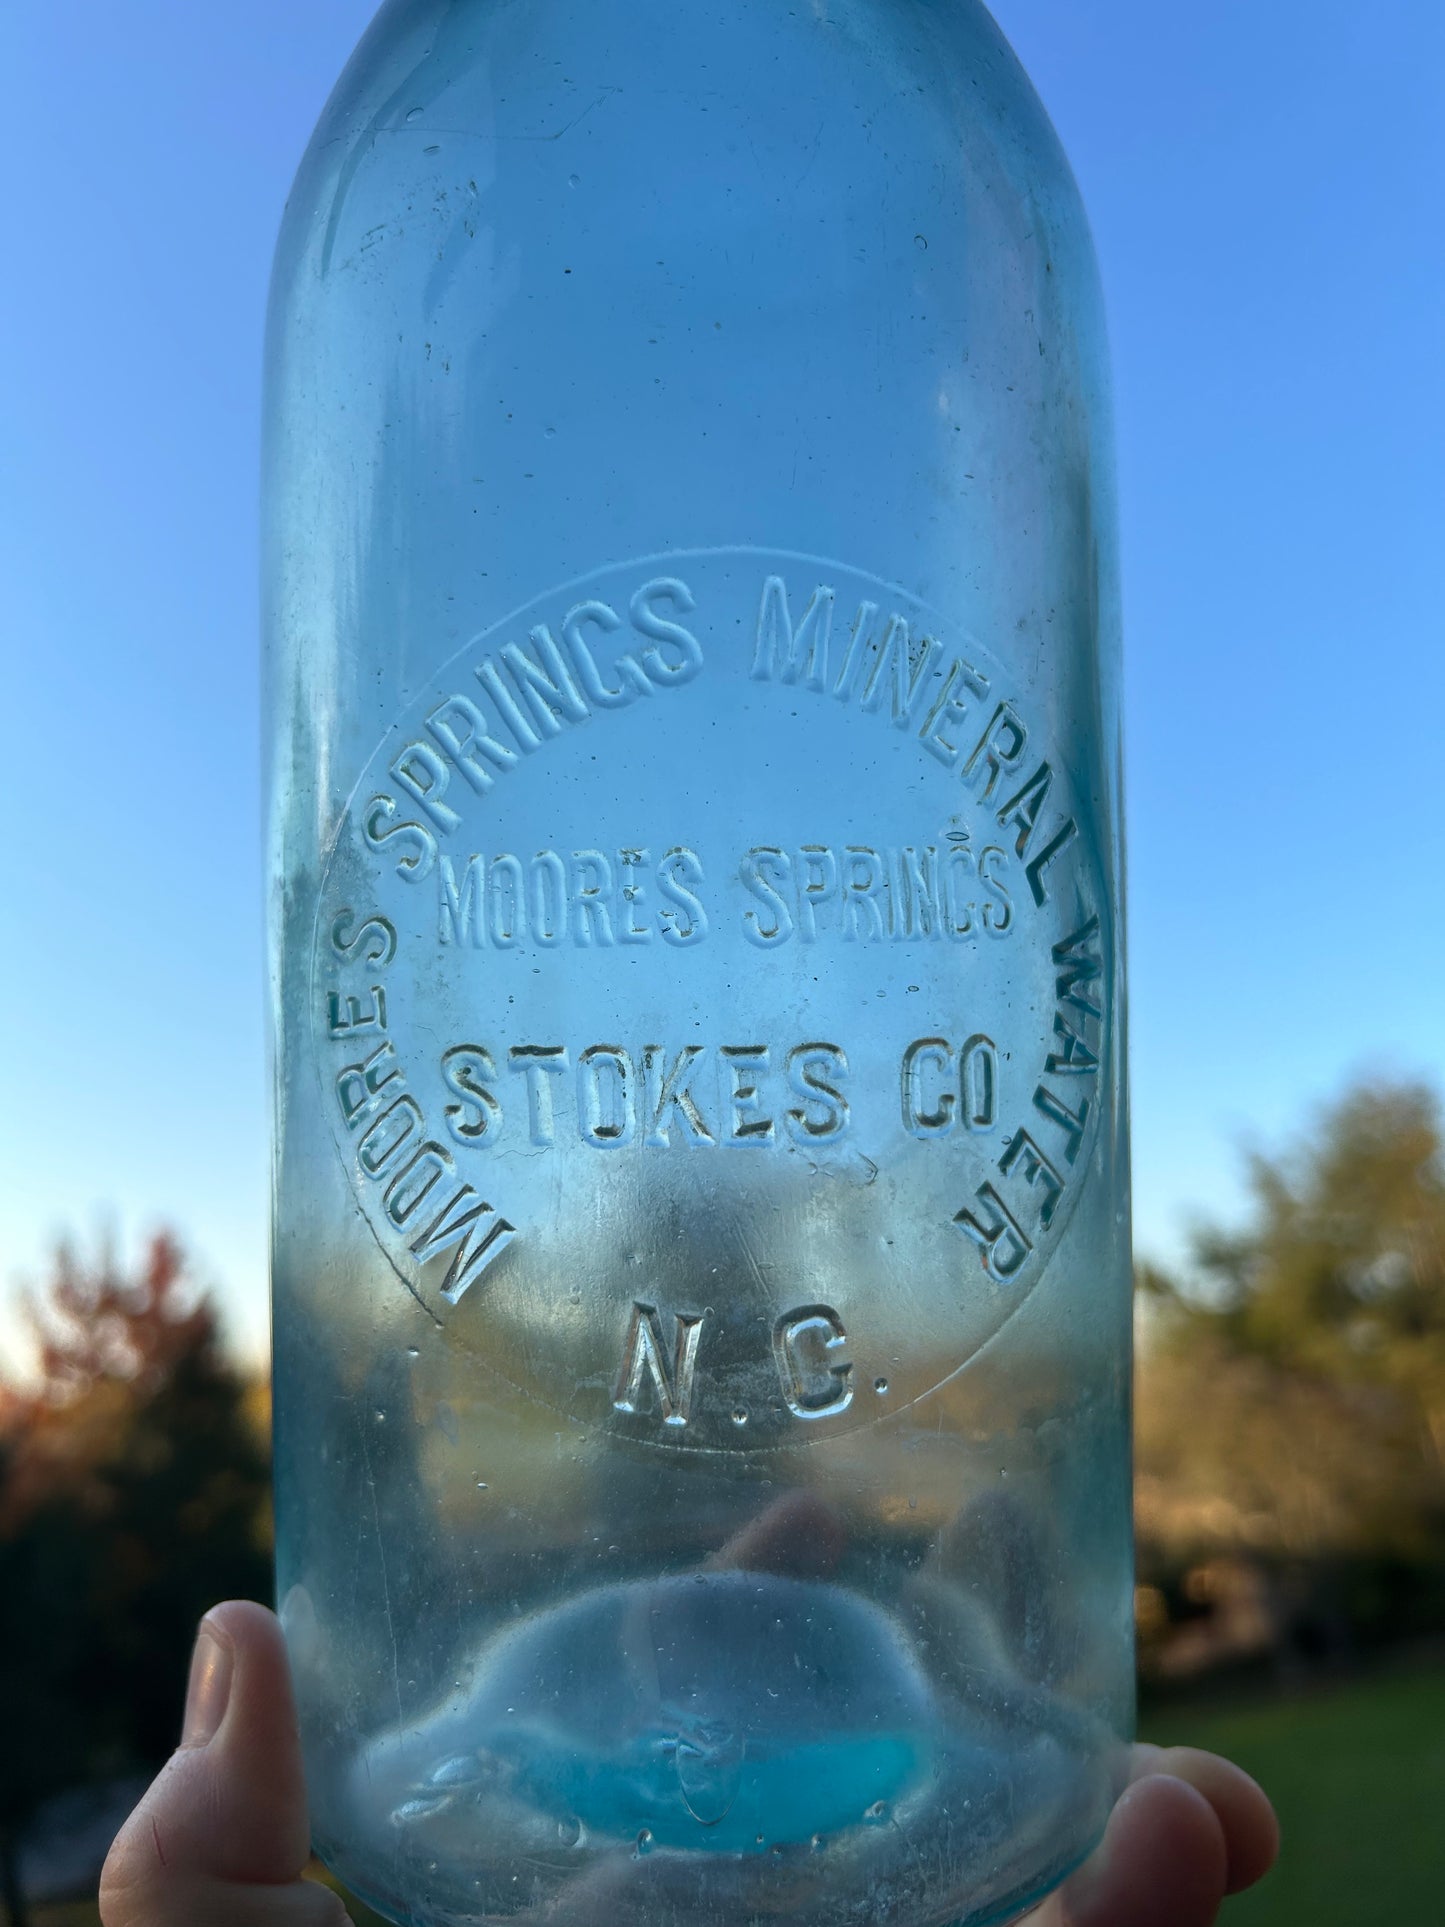 MOORES SPRINGS MINERAL WATER
MOORES SPRINGS
STOKES CO
N.C.